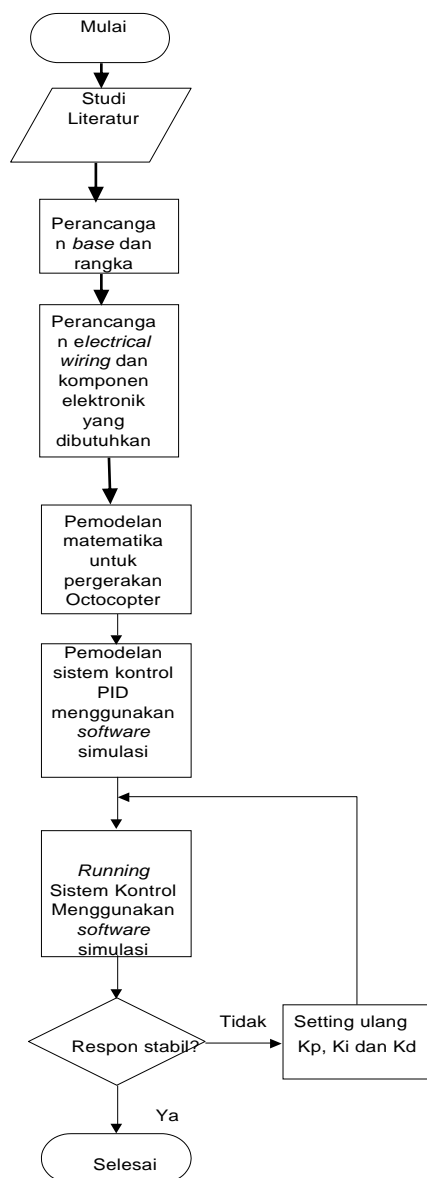 Mulai
Studi
Literatur
Perancanga
n base dan
rangka
Perancanga
n electrical
wiring dan
komponen
elektronik
yang
dibutuhkan
Pemodelan
matematika
untuk
pergerakan
Octocopter
Pemodelan
sistem kontrol
PID
menggunakan
software
simulasi
Running
Sistem Kontrol
Menggunakan
software
simulasi
Respon stabil?
Tidak
Setting ulang
Kp, Ki dan Kd
Ya
Selesai